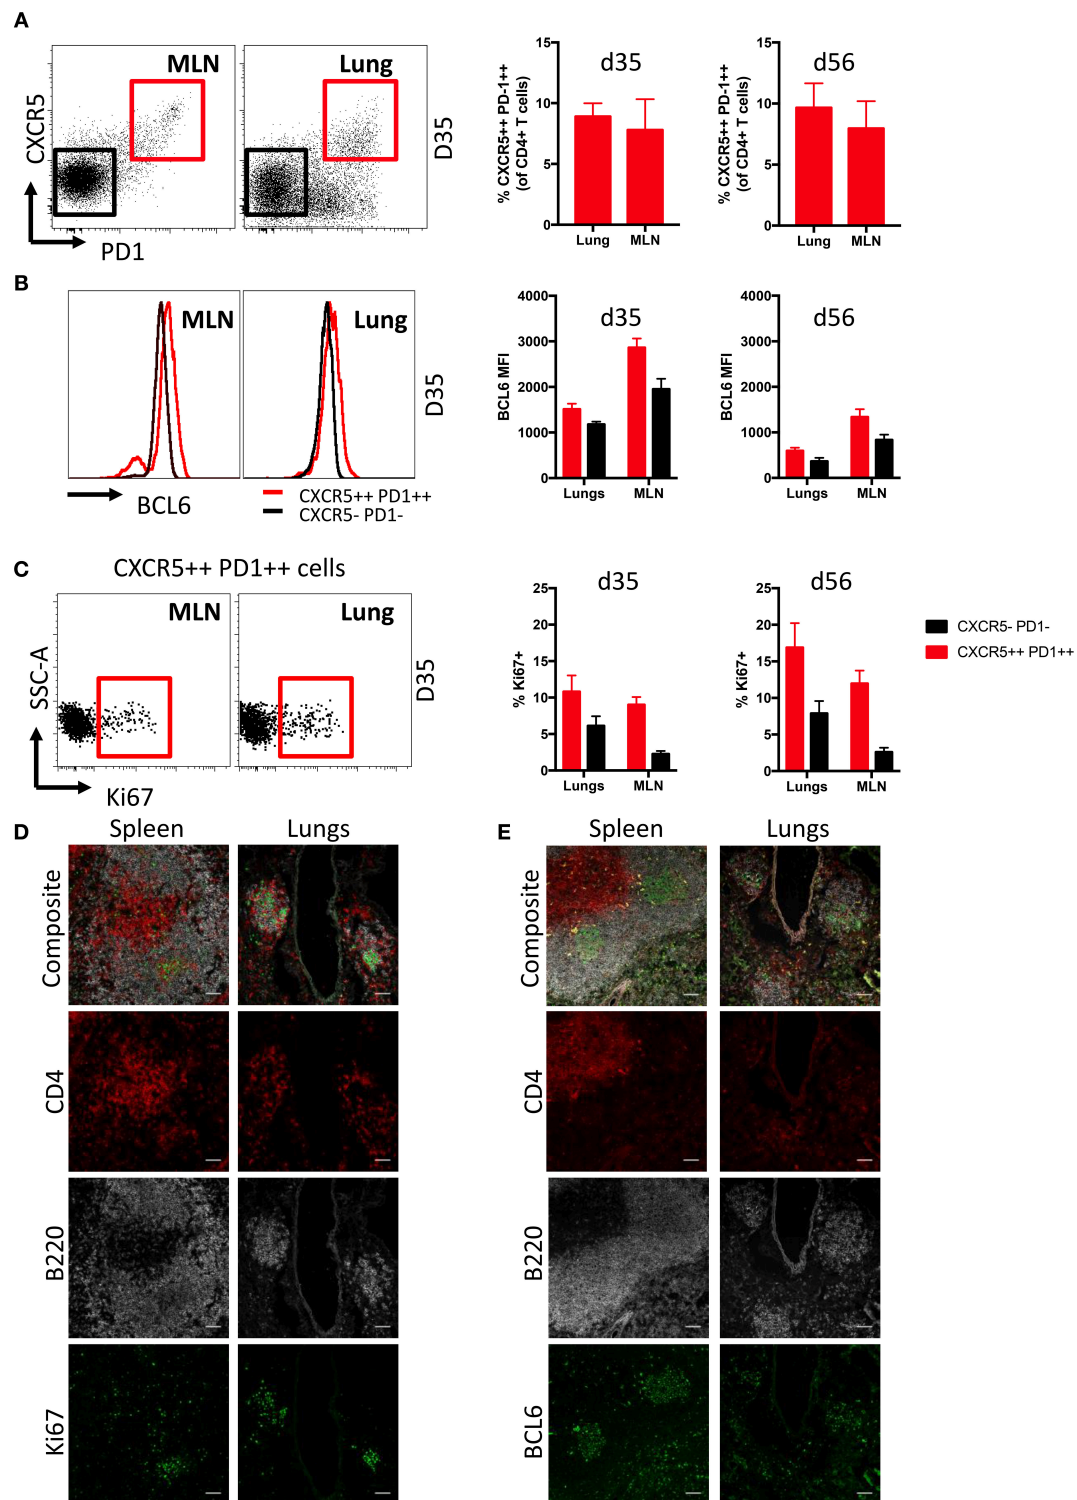 A
MLN
Lung
CXCR5
PD1
D35
15
10
5
0
% CXCR5++ PD-1++
(of CD4+ T cells)
d35
Lung
MLN
15
10
5
0
% CXCR5++ PD-1++
(of CD4+ T cells)
d56
Lung
MLN
B
MLN
Lung
BCL6
D35
CXCR5++ PD1++
CXCR5- PD1-
4000
3000
2000
1000
0
BCL6 MFI
d35
Lungs
MLN
4000
3000
2000
1000
0
BCL6 MFI
d56
Lungs
MLN
C
CXCR5++ PD1++ cells
MLN
Lung
SSC-A
Ki67
D35
25
20
15
10
5
0
% Ki67+
d35
Lungs
MLN
25
20
15
10
5
0
% Ki67+
d56
Lungs
MLN
CXCR5- PD1-
CXCR5++ PD1++
D
Spleen
Lungs
Composite
CD4
B220
Ki67
E
Spleen
Lungs
Composite
CD4
B220
BCL6